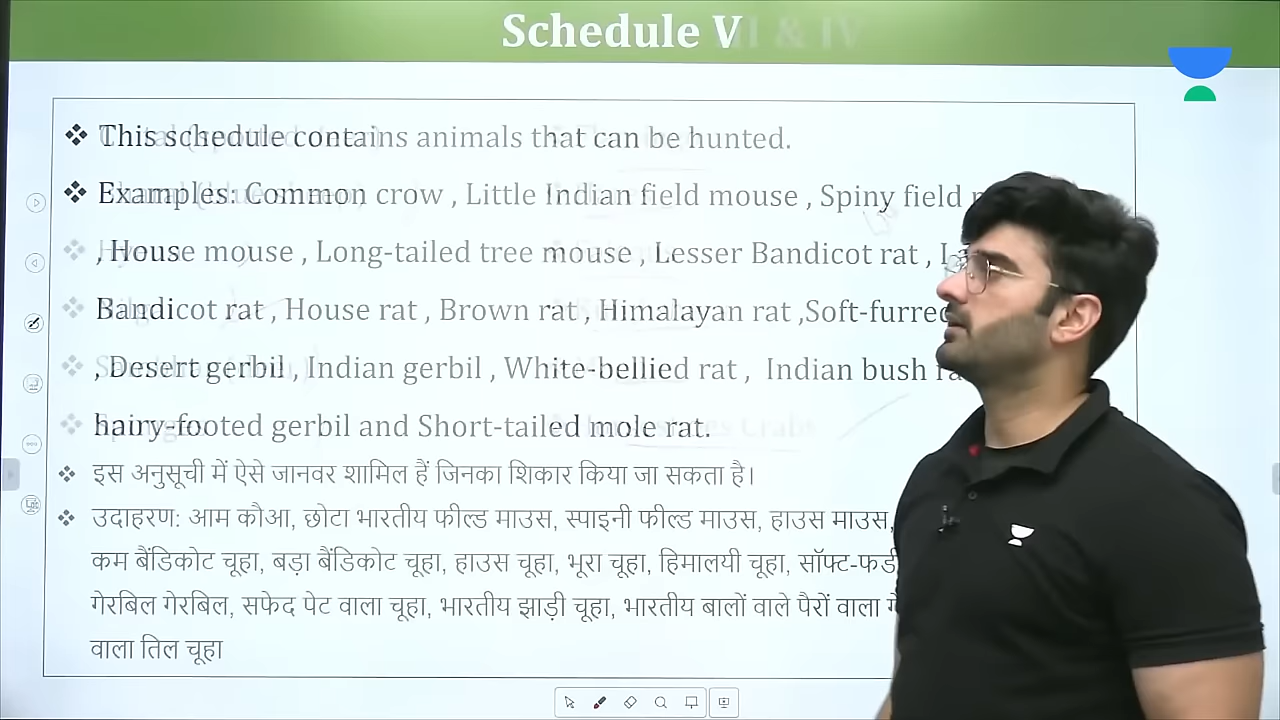 Schedule V
❖ This schedule contains animals that can be hunted.
❖ Examples: Common crow , Little Indian field mouse , Spiny field
, House mouse , Long-tailed tree mouse , Lesser Bandicot rat ,
Bandicot rat , House rat , Brown rat , Himalayan rat ,Soft-furred
, Desert gerbil , Indian gerbil , White-bellied rat , Indian bush
hairy-footed gerbil and Short-tailed mole rat.
❖ इस अनुसूची में ऐसे जानवर शामिल हैं जिनका शिकार किया जा सकता है।
❖ उदाहरण: आम कौआ, छोटा भारतीय फील्ड माउस, स्पाइनी फील्ड माउस, हाउस माउस,
कम बैंडिकोट चूहा, बड़ा बैंडिकोट चूहा, हाउस चूहा, भूरा चूहा, हिमालयी चूहा,
गेरबिल गेरबिल, सफेद पेट वाला चूहा, भारतीय झाड़ी चूहा, भारतीय बालों वाले पैरों वाला
वाला तिल चूहा